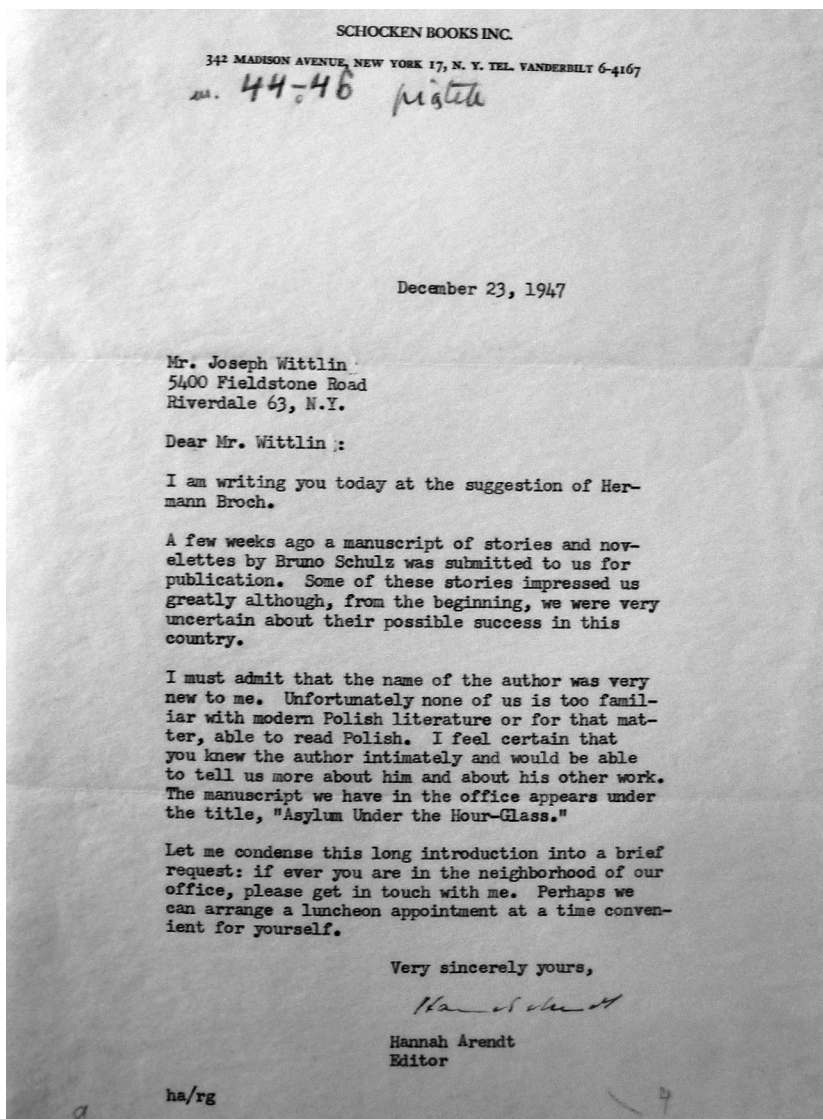 SCHOCKEN BOOKS INC.
342 MADISON AVENUE, NEW YORK 17, N. Y. TEL. VANDERBILT 6-4167
44-46
December 23, 1947
Mr. Joseph Wittlin
5400 Fieldstone Road
Riverdale 63, N.Y.
Dear Mr. Wittlin :
I am writing you today at the suggestion of Her-
mann Broch.
A few weeks ago a manuscript of stories and nov-
elettes by Bruno Schulz was submitted to us for
publication. Some of these stories impressed us
greatly although, from the beginning, we were very
uncertain about their possible success in this
country.
I must admit that the name of the author was very
new to me. Unfortunately none of us is too famil-
iar with modern Polish literature or for that mat-
ter, able to read Polish. I feel certain that
you knew the author intimately and would be able
to tell us more about him and about his other work.
The manuscript we have in the office appears under
the title, "Asylum Under the Hour-Glass."
Let me condense this long introduction into a brief
request: if ever you are in the neighborhood of our
office, please get in touch with me. Perhaps we
can arrange a luncheon appointment at a time conven-
ient for yourself.
Very sincerely yours,
Hannah Arendt
Editor
ha/rg